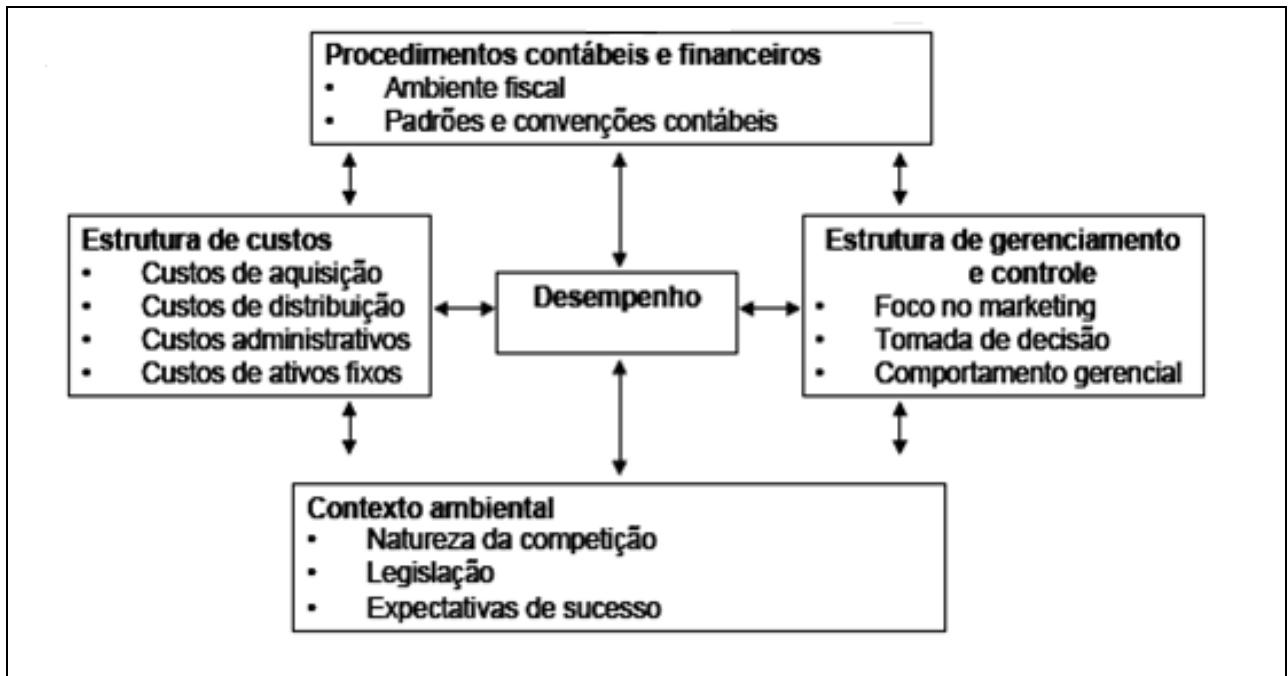 Procedimentos contábeis e financeiros
• Ambiente fiscal
• Padrões e convenções contábeis
Estrutura de custos
• Custos de aquisição
• Custos de distribuição
• Custos administrativos
• Custos de ativos fixos
Desempenho
Estrutura de gerenciamento
e controle
• Foco no marketing
• Tomada de decisão
• Comportamento gerencial
Contexto ambiental
• Natureza da competição
• Legislação
• Expectativas de sucesso